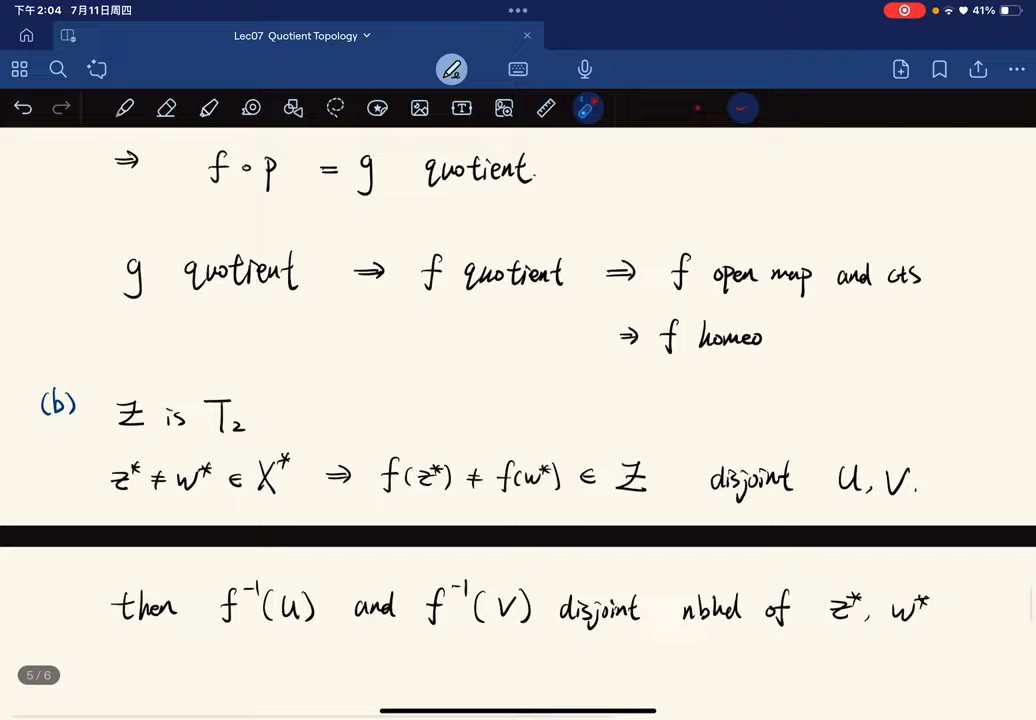 下午2:04 7月11日周四
41%
Lec07 Quotient Topology
⇒ f ∘ p = g quotient.
g quotient ⇒ f quotient ⇒ f open map and cts
⇒ f homeo
(b) Z is T₂
z* ≠ w* ∈ X* ⇒ f(z*) ≠ f(w*) ∈ Z disjoint U, V.
then f⁻¹(U) and f⁻¹(V) disjoint nbhd of z*, w*
5 / 6